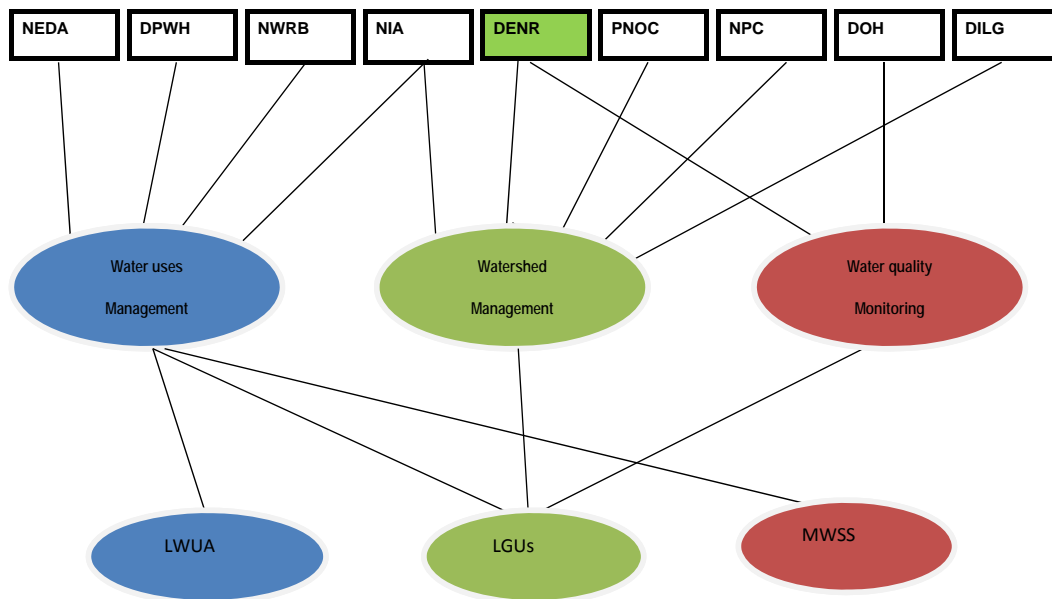 NEDA
DPWH
NWRB
NIA
DENR
PNOC
NPC
DOH
DILG
Water uses
Management
Watershed
Management
Water quality
Monitoring
LWUA
LGUs
MWSS